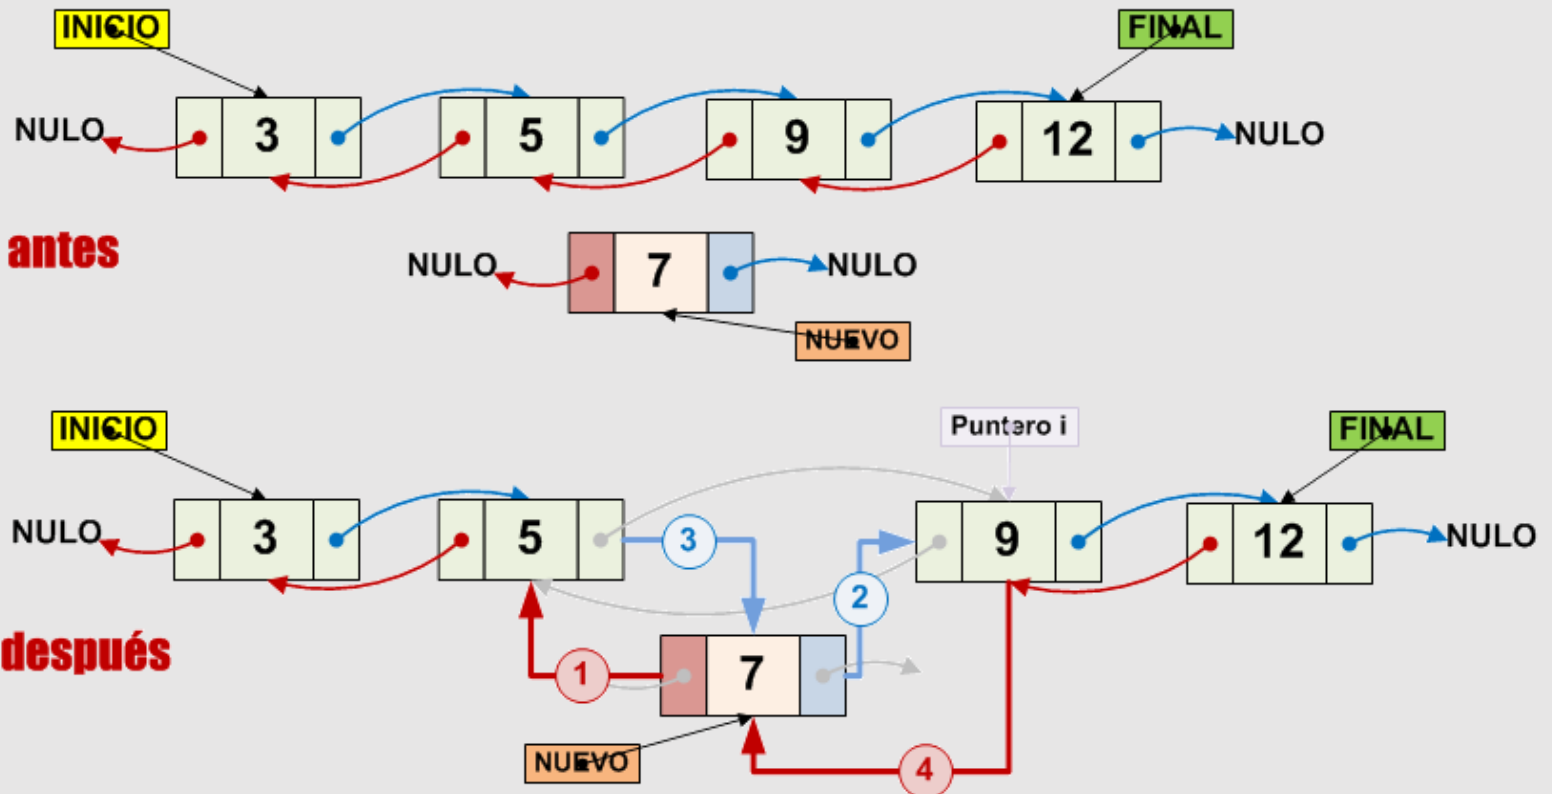 INICIO
FINAL
NULO
3
5
9
12
NULO
antes
NULO
7
NULO
NUEVO
INICIO
Puntero i
FINAL
NULO
3
5
3
9
12
NULO
2
después
1
7
NUEVO
4